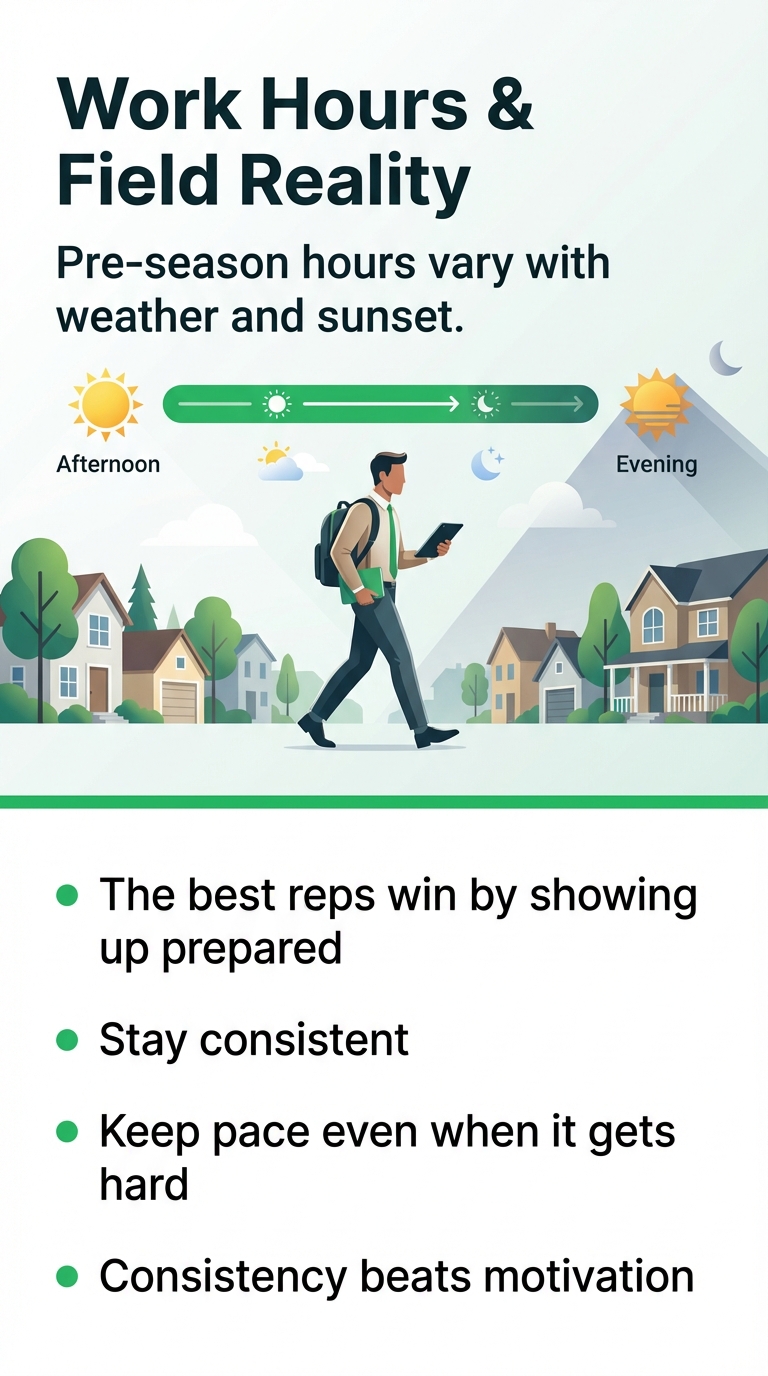 Work Hours &
Field Reality
Pre-season hours vary with
weather and sunset.
Afternoon
Evening
The best reps win by showing
up prepared
Stay consistent
Keep pace even when it gets
hard
Consistency beats motivation